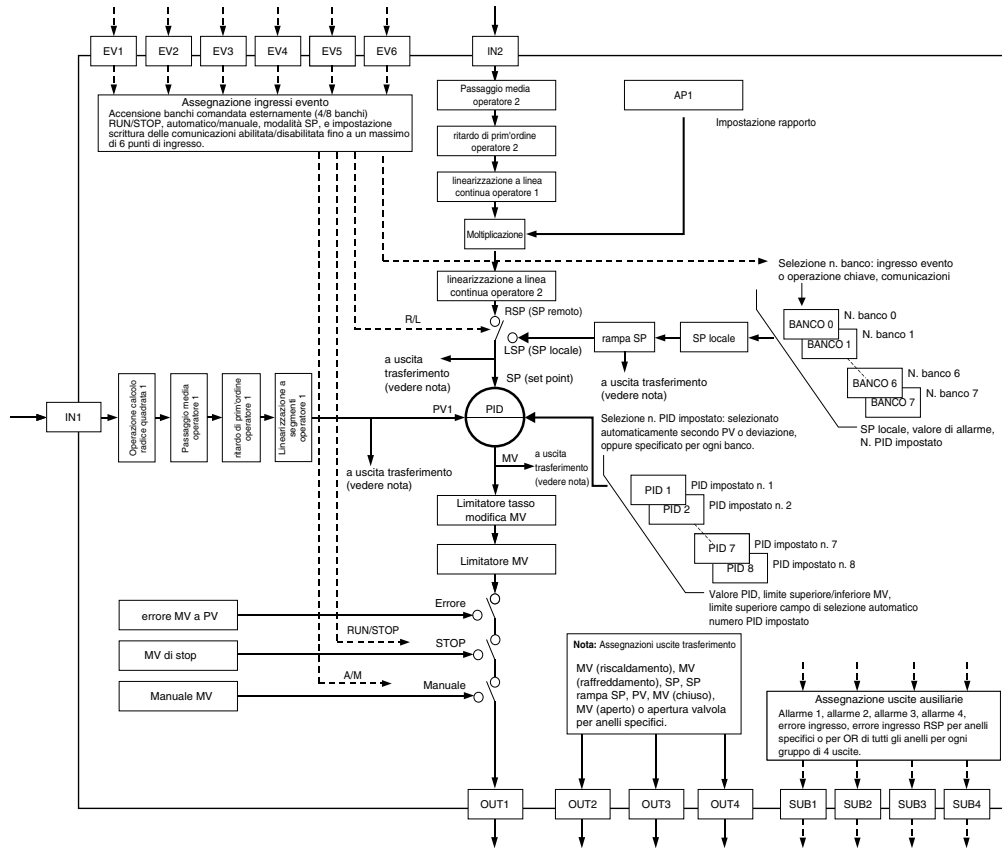 EV1
EV2
EV3
EV4
EV5
EV6
IN2
Assegnazione ingressi evento
Accensione banchi comandata esternamente (4/8 banchi)
RUN/STOP, automatico/manuale, modalità SP, e impostazione
scrittura delle comunicazioni abilitata/disabilitata fino a un massimo
di 6 punti di ingresso.
Passaggio media
operatore 2
ritardo di prim'ordine
operatore 2
linearizzazione a linea
continua operatore 1
Moltiplicazione
linearizzazione a linea
continua operatore 2
AP1
Impostazione rapporto
Selezione n. banco: ingresso evento
o operazione chiave, comunicazioni
BANCO 0
N. banco 0
BANCO 1
N. banco 1
BANCO 6
N. banco 6
BANCO 7
N. banco 7
SP locale, valore di allarme,
N. PID impostato
R/L
RSP (SP remoto)
LSP (SP locale)
rampa SP
SP locale
a uscita
trasferimento
(vedere nota)
a uscita trasferimento
(vedere nota)
SP (set point)
IN1
Operazione calcolo
radice quadrata 1
Passaggio media
operatore 1
ritardo di prim'ordine
operatore 1
Linearizzazione a
segmenti
operatore 1
PV1
PID
a uscita trasferimento
(vedere nota)
MV
a uscita
trasferimento
(vedere nota)
Selezione n. PID impostato: selezionato
automaticamente secondo PV o deviazione,
oppure specificato per ogni banco.
PID 1
PID impostato n. 1
PID 2
PID impostato n. 2
PID 7
PID impostato n. 7
PID 8
PID impostato n. 8
Valore PID, limite superiore/inferiore MV,
limite superiore campo di selezione automatico
numero PID impostato
Limitatore tasso
modifica MV
Limitatore MV
errore MV a PV
Errore
RUN/STOP
MV di stop
STOP
A/M
Manuale MV
Manuale
Nota: Assegnazioni uscite trasferimento
MV (riscaldamento), MV
(raffreddamento), SP, SP
rampa SP, PV, MV (chiuso),
MV (aperto) o apertura valvola
per anelli specifici.
Assegnazione uscite ausiliarie
Allarme 1, allarme 2, allarme 3, allarme 4,
errore ingresso, errore ingresso RSP per anelli
specifici o per OR di tutti gli anelli per ogni
gruppo di 4 uscite.
OUT1
OUT2
OUT3
OUT4
SUB1
SUB2
SUB3
SUB4